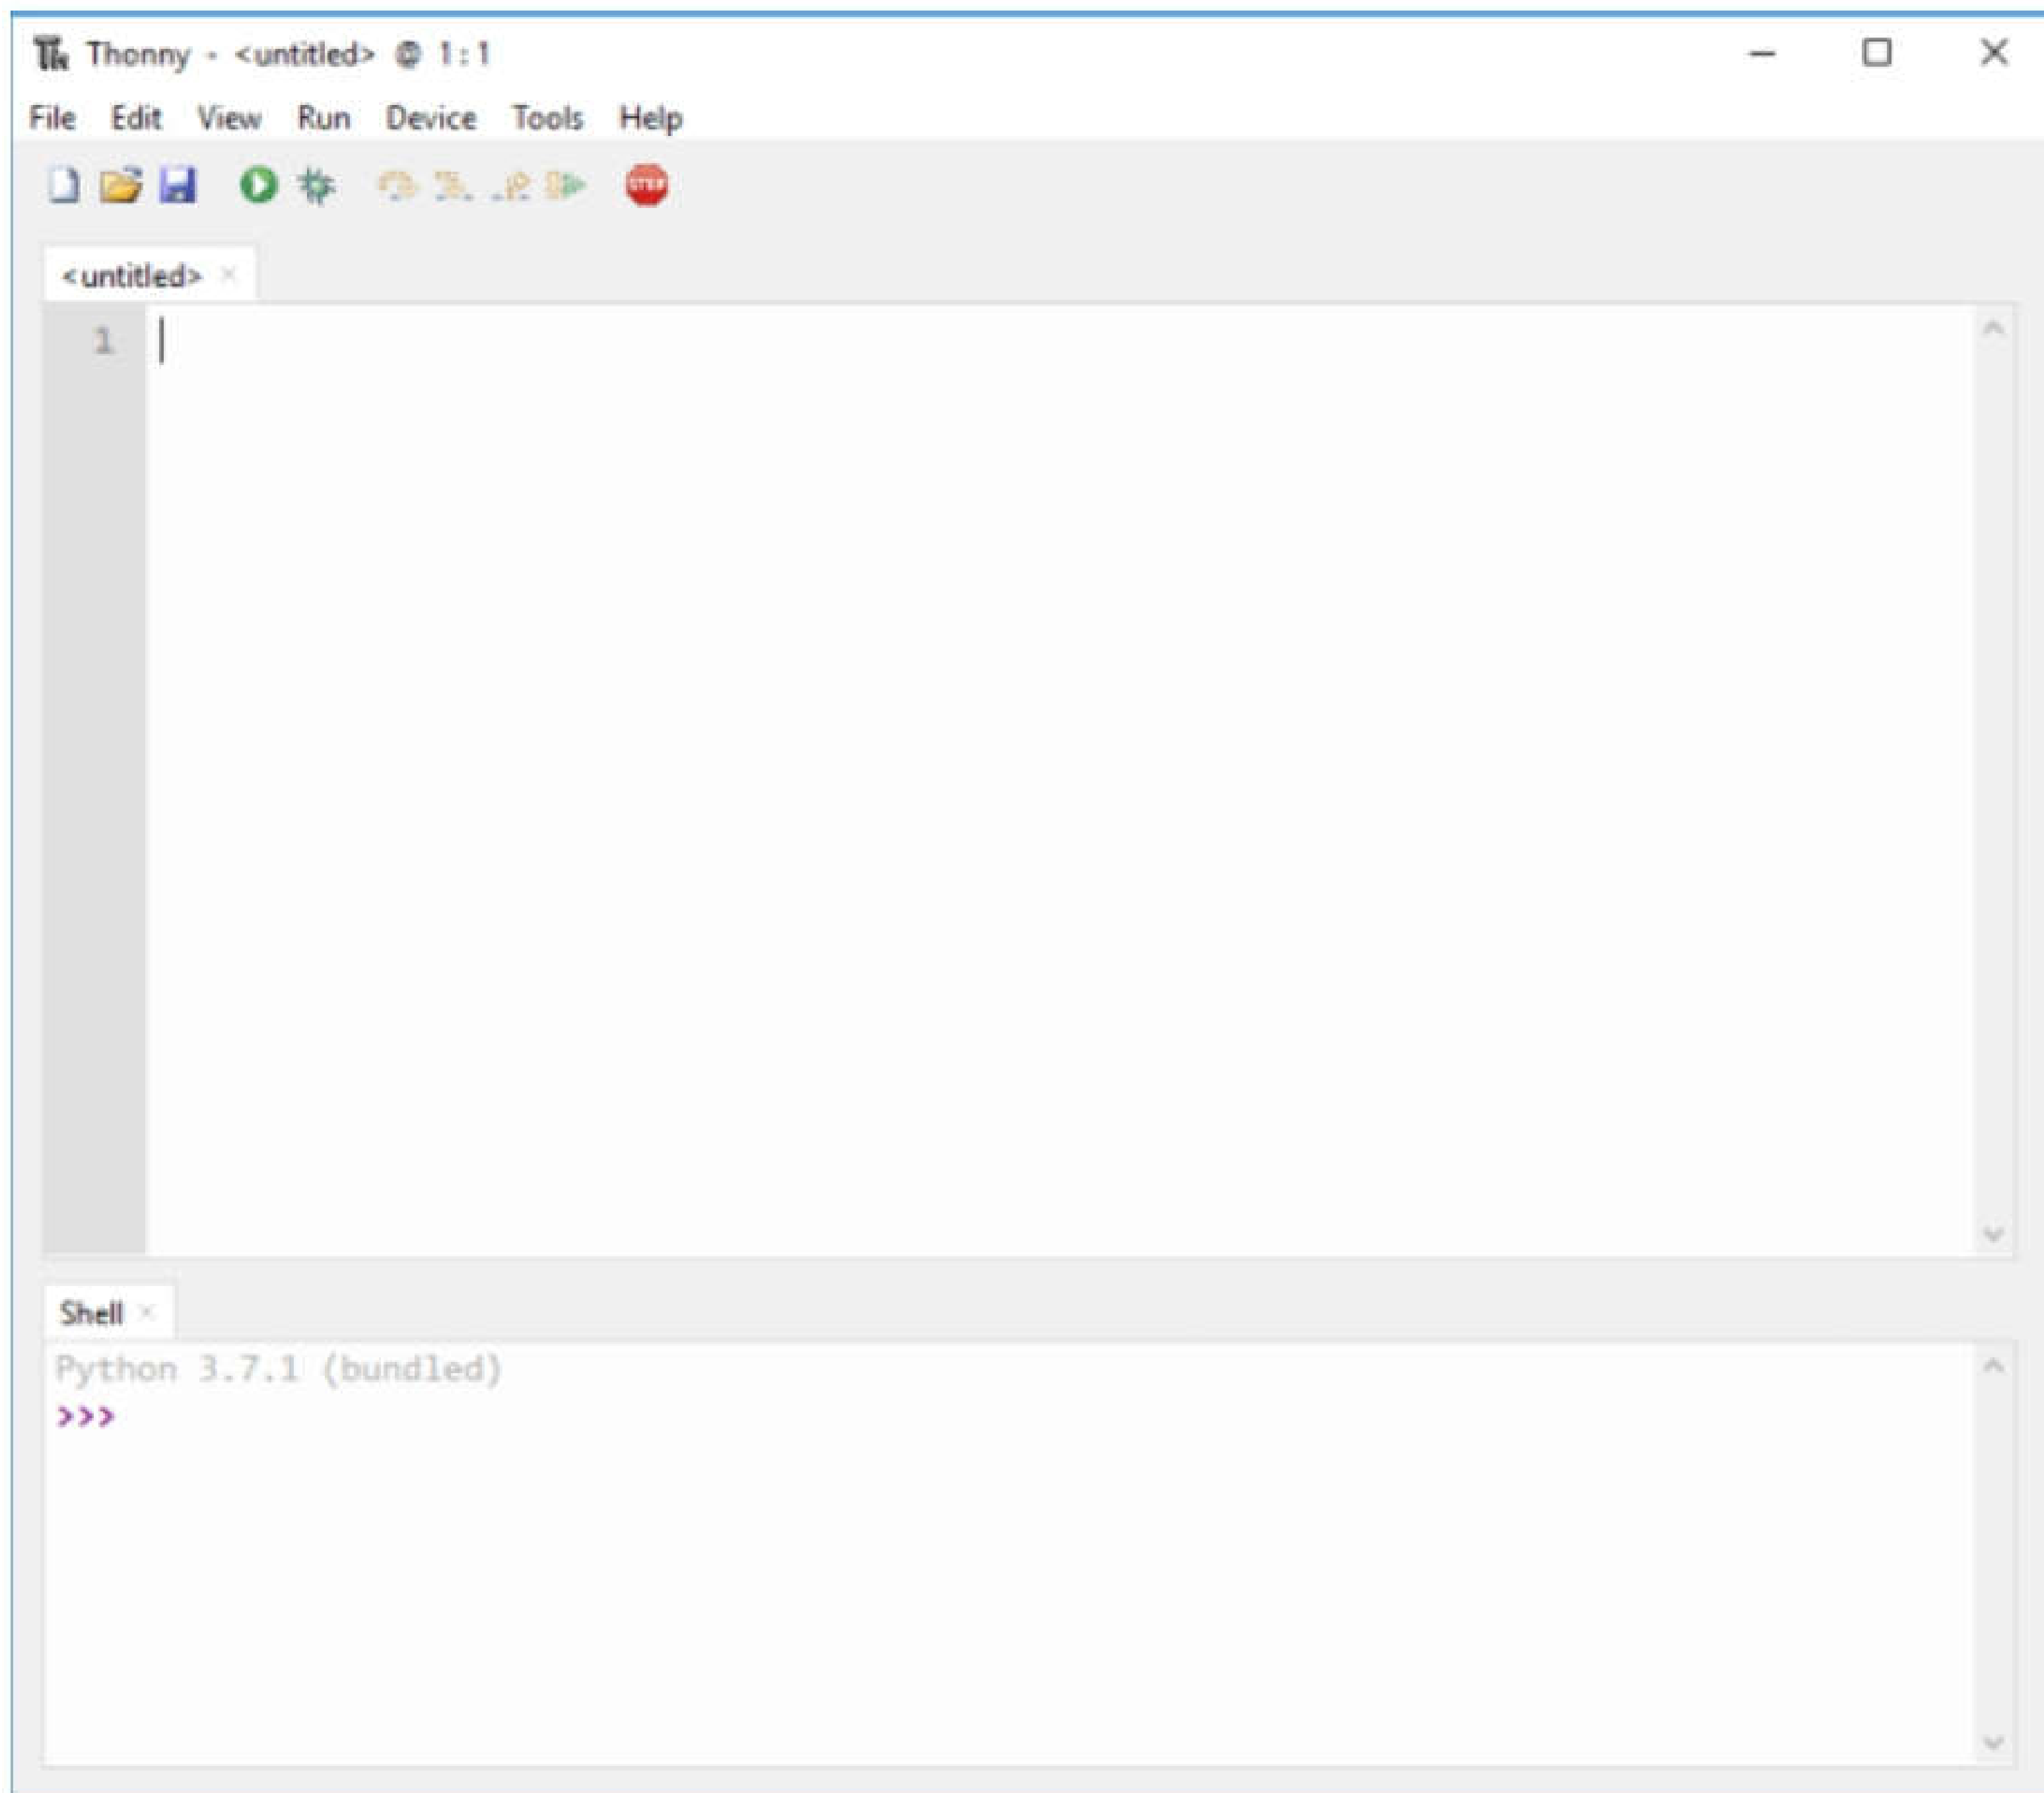 Thonny - <untitled> @ 1:1
File Edit View Run Device Tools Help
STOP
<untitled>
1
Shell
Python 3.7.1 (bundled)
>>>